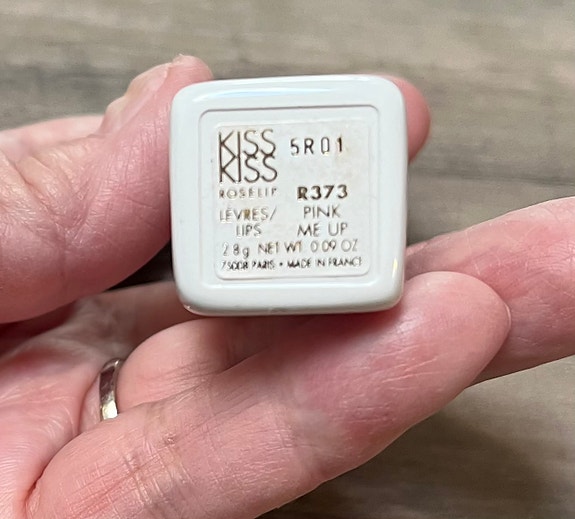 KISS 5R01
KISS
ROSELIP R373
LÈVRES/ PINK
LIPS ME UP
2.8g NET WT. 0.09 OZ
75008 PARIS • MADE IN FRANCE